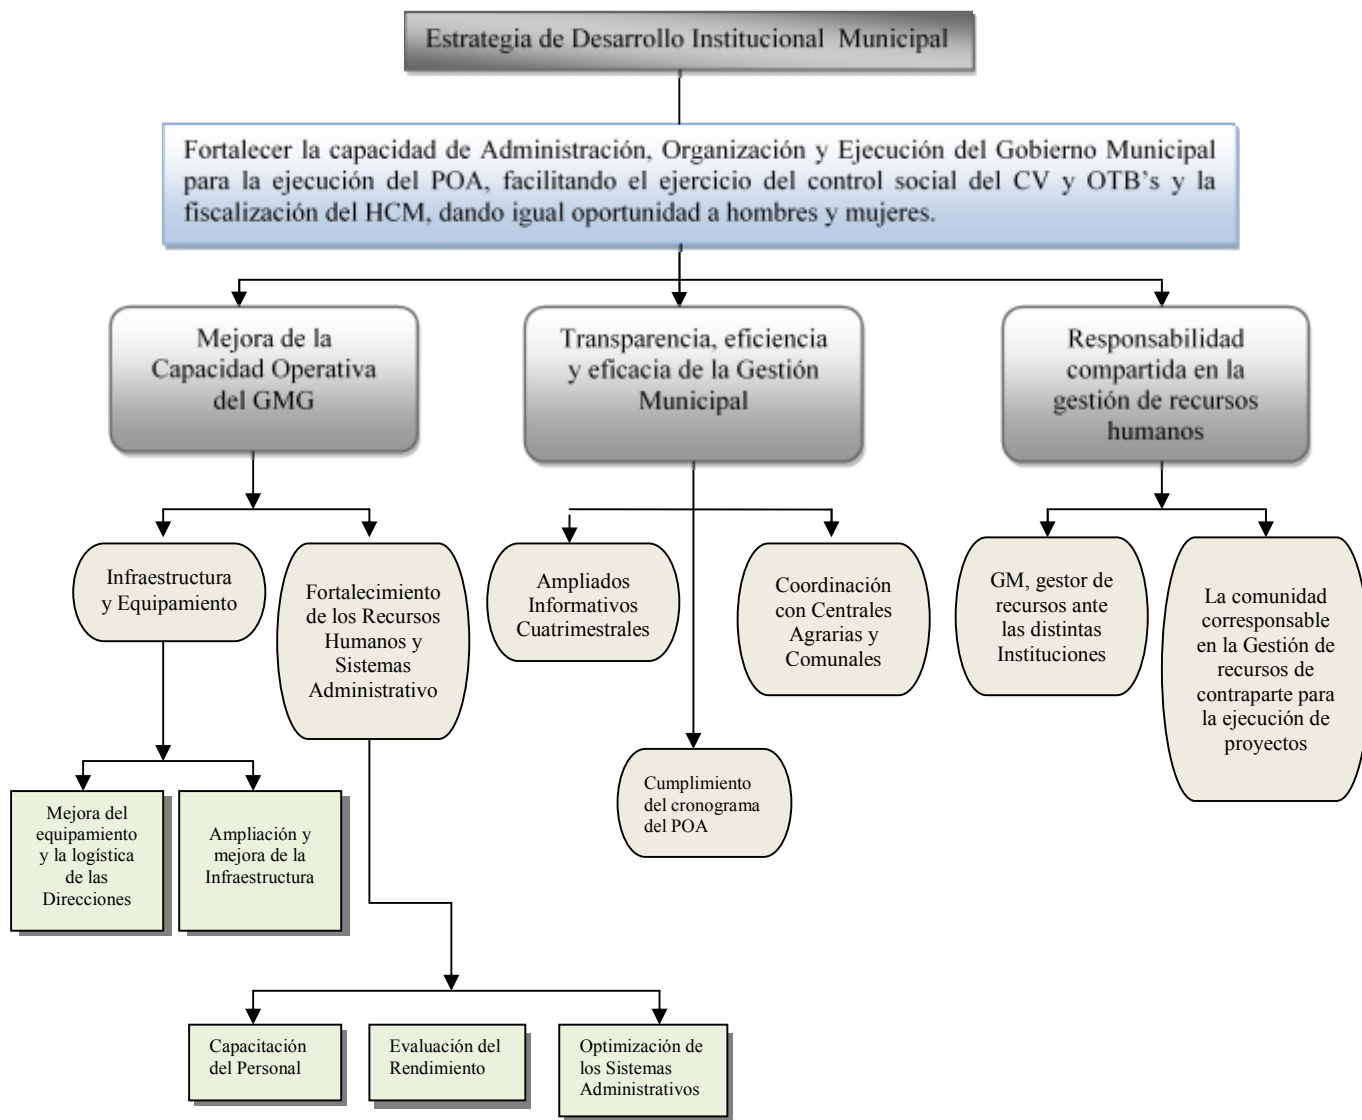 Estrategia de Desarrollo Institucional Municipal
Fortalecer la capacidad de Administración, Organización y Ejecución del Gobierno Municipal
para la ejecución del POA, facilitando el ejercicio del control social del CV y OTB's y la
fiscalización del HCM, dando igual oportunidad a hombres y mujeres.
Mejora de la
Capacidad Operativa
del GMG
Transparencia, eficiencia
y eficacia de la Gestión
Municipal
Responsabilidad
compartida en la
gestión de recursos
humanos
Infraestructura
y Equipamiento
Fortalecimiento
de los Recursos
Humanos y
Sistemas
Administrativo
Ampliados
Informativos
Cuatrimestrales
Coordinación
con Centrales
Agrarias y
Comunales
GM, gestor de
recursos ante
las distintas
Instituciones
La comunidad
corresponsable
en la Gestión de
recursos de
contraparte para
la ejecución de
proyectos
Cumplimiento
del cronograma
del POA
Mejora del
equipamiento
y la logística
de las
Direcciones
Ampliación y
mejora de la
Infraestructura
Capacitación
del Personal
Evaluación del
Rendimiento
Optimización de
los Sistemas
Administrativos